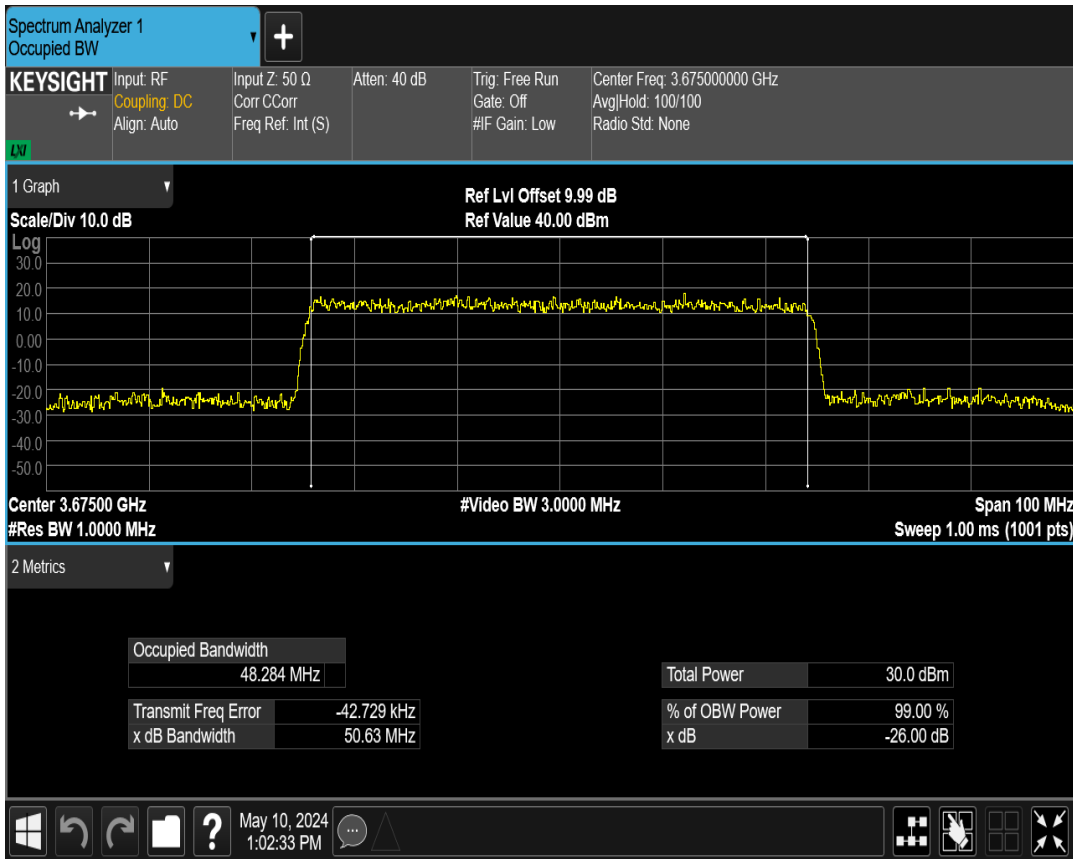 Spectrum Analyzer 1
Occupied BW
KEYSIGHT
LXI
Input: RF
Coupling: DC
Align: Auto
Input Z: 50 Ω
Corr CCorr
Freq Ref: Int (S)
Atten: 40 dB
Trig: Free Run
Gate: Off
#IF Gain: Low
Center Freq: 3.675000000 GHz
Avg|Hold: 100/100
Radio Std: None
1 Graph
Scale/Div 10.0 dB
Ref Lvl Offset 9.99 dB
Ref Value 40.00 dBm
Log
30.0
20.0
10.0
0.00
-10.0
-20.0
-30.0
-40.0
-50.0
Center 3.67500 GHz
#Res BW 1.0000 MHz
#Video BW 3.0000 MHz
Span 100 MHz
Sweep 1.00 ms (1001 pts)
2 Metrics
Occupied Bandwidth
48.284 MHz
Transmit Freq Error -42.729 kHz
x dB Bandwidth 50.63 MHz
Total Power 30.0 dBm
% of OBW Power 99.00 %
x dB -26.00 dB
May 10, 2024
1:02:33 PM